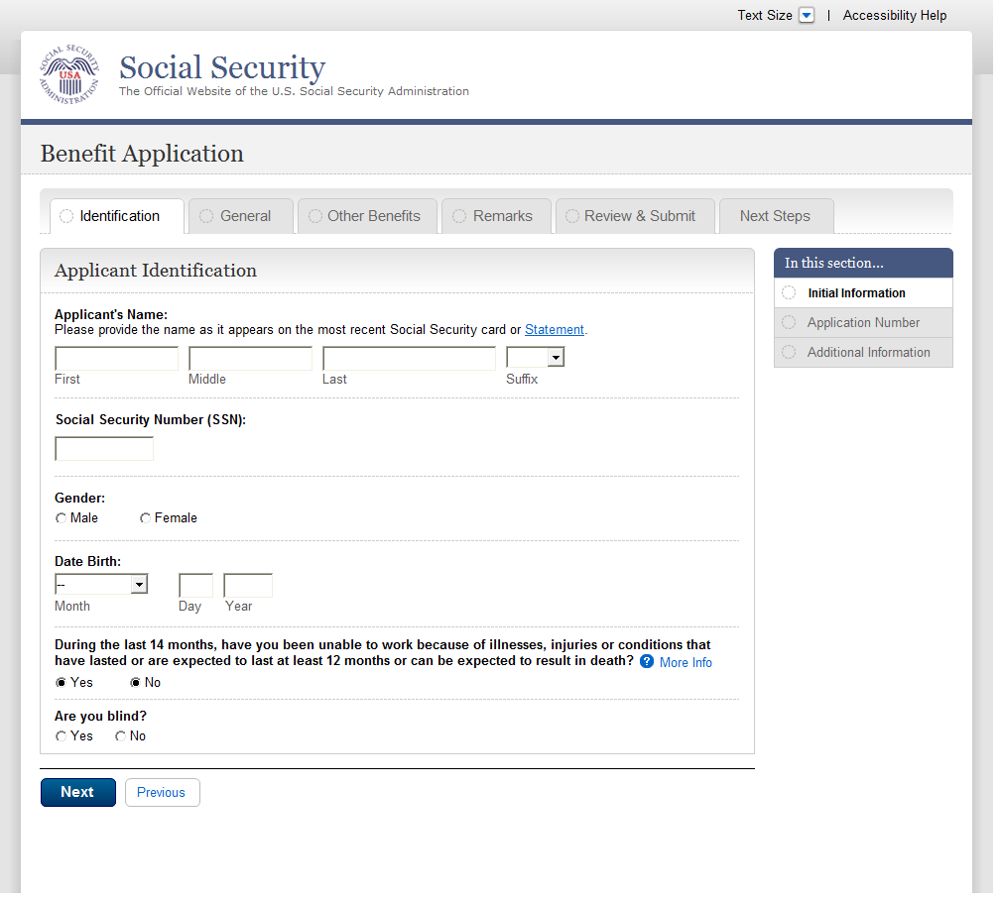 Text Size | Accessibility Help
SOCIAL SECURITY ADMINISTRATION
USA
Social Security
The Official Website of the U.S. Social Security Administration
Benefit Application
Identification General Other Benefits Remarks Review & Submit Next Steps
Applicant Identification
Applicant's Name:
Please provide the name as it appears on the most recent Social Security card or Statement.
First Middle Last Suffix
Social Security Number (SSN):
Gender:
Male Female
Date Birth:
--
Month Day Year
During the last 14 months, have you been unable to work because of illnesses, injuries or conditions that
have lasted or are expected to last at least 12 months or can be expected to result in death? ? More Info
Yes No
Are you blind?
Yes No
Next Previous
In this section...
Initial Information
Application Number
Additional Information